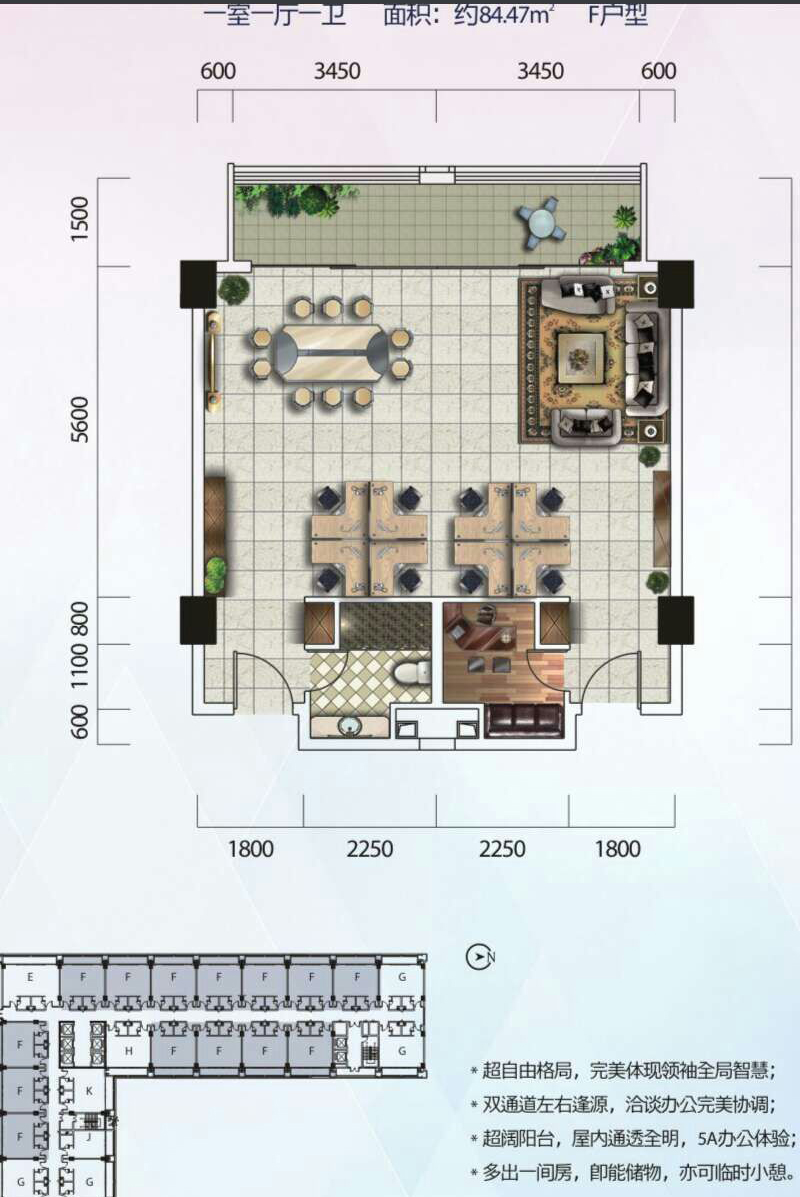 一室一厅一卫 面积：约84.47m² F户型
600 3450 3450 600
1500
5600
800
1100
600
1800 2250 2250 1800
N
E F F F F F F F G
F H F F F F G
F K
F J
G G
*超自由格局，完美体现领袖全局智慧；
*双通道左右逢源，洽谈办公完美协调；
*超阔阳台，屋内通透全明，5A办公体验；
*多出一间房，即能储物，亦可临时小憩。